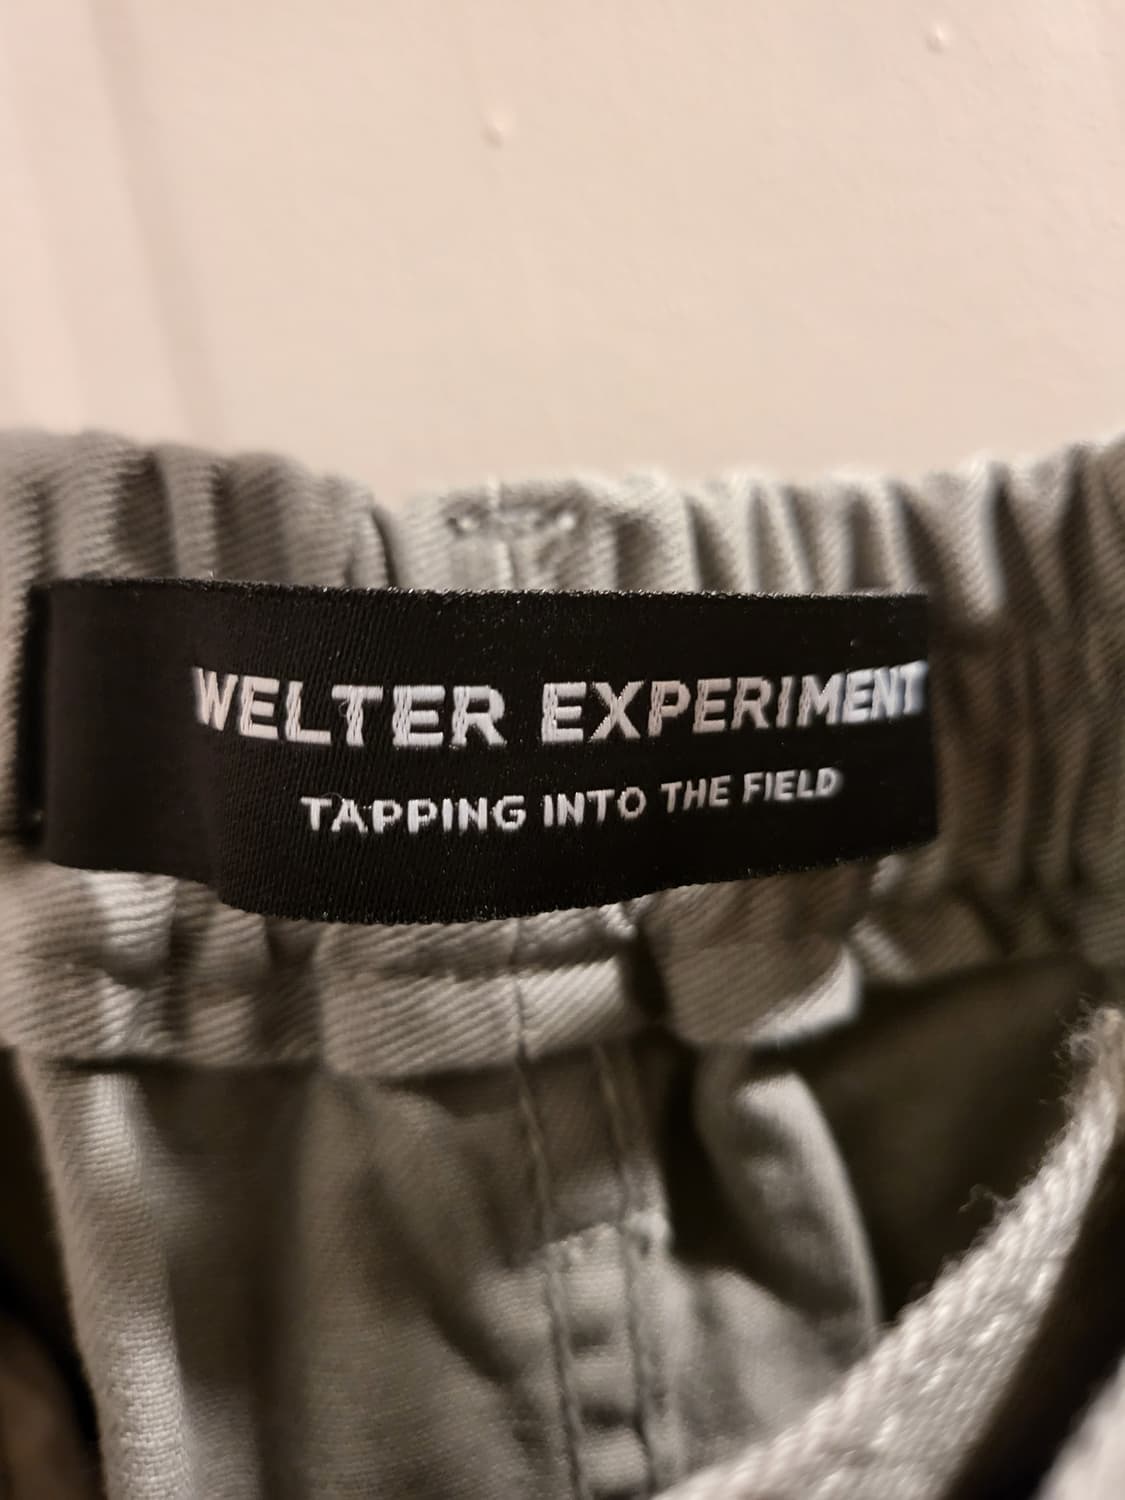 WELTER EXPERIMENT
TAPPING INTO THE FIELD